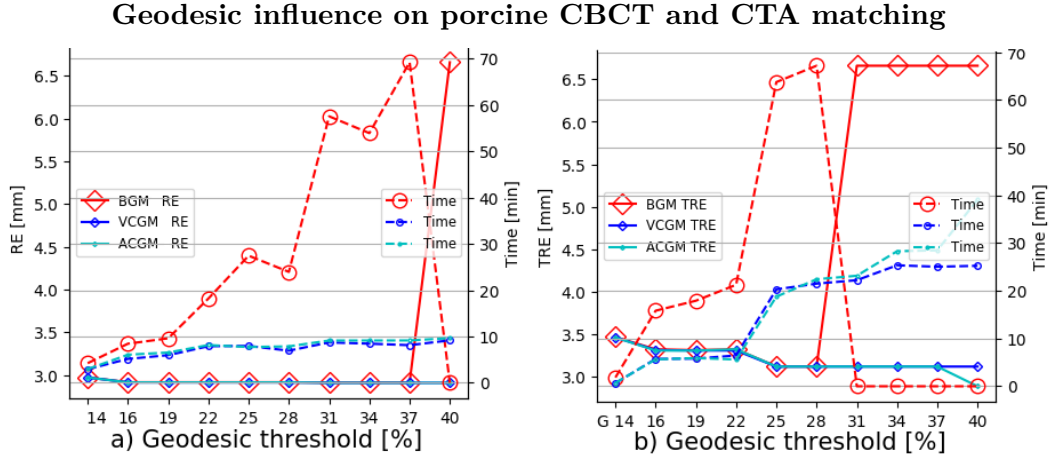 Geodesic influence on porcine CBCT and CTA matching
6.5
6.0
5.5
5.0
4.5
4.0
3.5
3.0
RE [mm]
70
60
50
40
30
20
10
0
Time [min]
BGM RE
VCGM RE
ACGM RE
Time
Time
Time
14 16 19 22 25 28 31 34 37 40
a) Geodesic threshold [%]
6.5
6.0
5.5
5.0
4.5
4.0
3.5
3.0
TRE [mm]
70
60
50
40
30
20
10
0
Time [min]
BGM TRE
VCGM TRE
ACGM TRE
Time
Time
Time
G 14 16 19 22 25 28 31 34 37 40
b) Geodesic threshold [%]